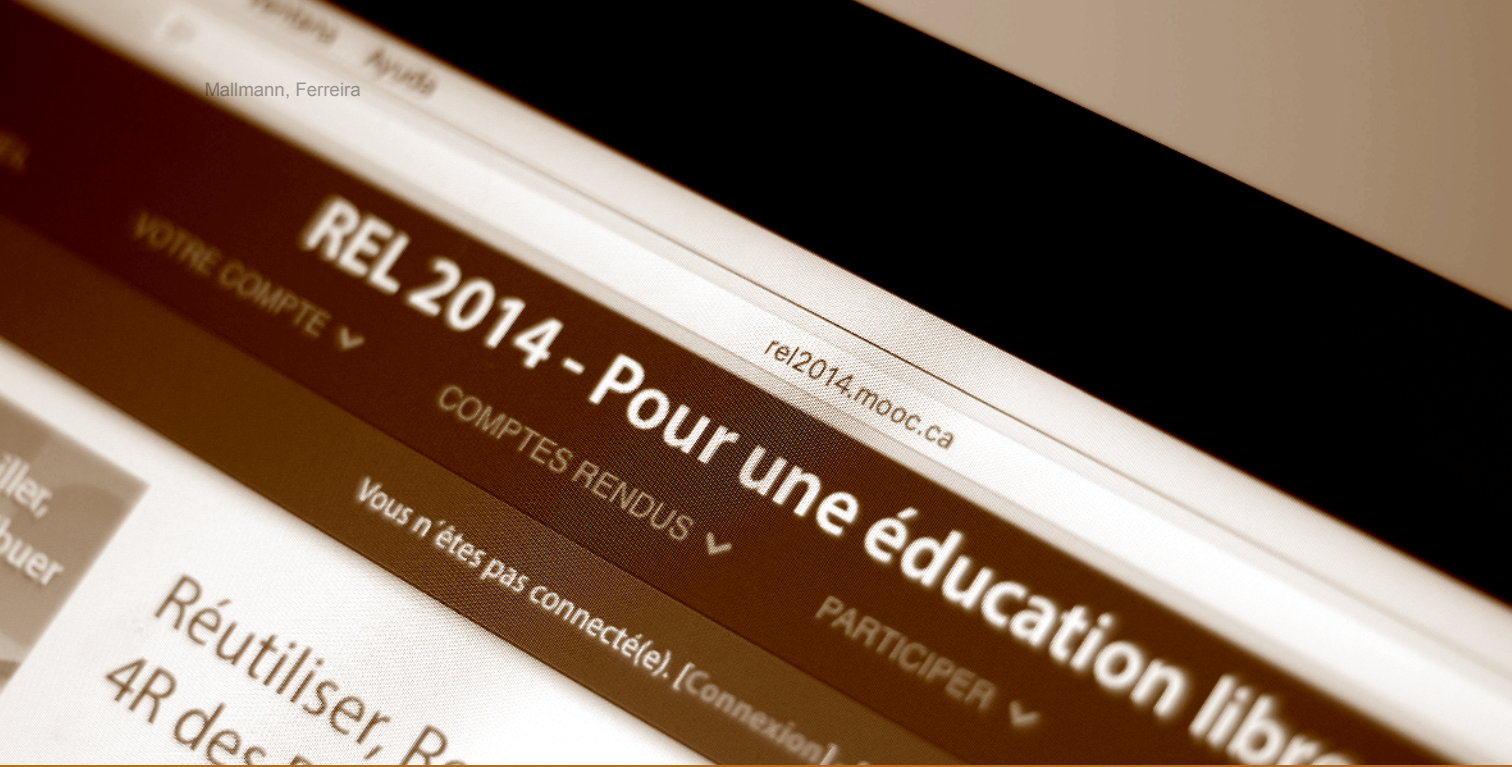 Ayuda
Mallmann, Ferreira
rel2014.mooc.ca
REL 2014 - Pour une éducation
VOTRE COMPTE
COMPTES RENDUS
PARTICIPER
Vous n'êtes pas connecté(e). [Connexion]
Réutiliser,
4R des